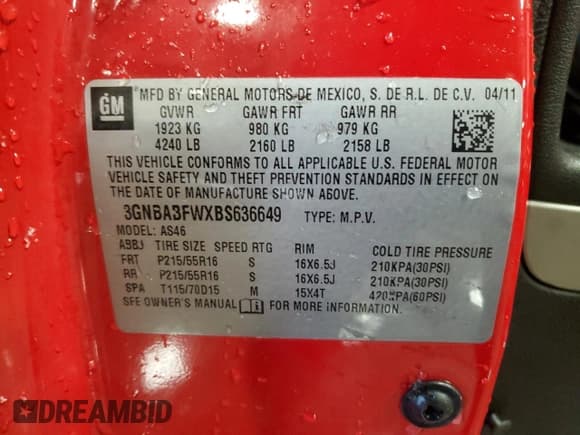 GM
MFD BY GENERAL MOTORS DE MEXICO, S. DE R.L. DE C.V. 04/11
GVWR GAWR FRT GAWR RR
1923 KG 980 KG 979 KG
4240 LB 2160 LB 2158 LB
THIS VEHICLE CONFORMS TO ALL APPLICABLE U.S. FEDERAL MOTOR
VEHICLE SAFETY AND THEFT PREVENTION STANDARDS IN EFFECT ON
THE DATE OF MANUFACTURE SHOWN ABOVE.
3GNBA3FWXBS636649 TYPE: M.P.V.
MODEL: AS46
ABBJ TIRE SIZE SPEED RTG RIM COLD TIRE PRESSURE
FRT P215/55R16 S 16X6.5J 210KPA(30PSI)
RR P215/55R16 S 16X6.5J 210KPA(30PSI)
SPA T115/70D15 M 15X4T 420KPA(60PSI)
SEE OWNER'S MANUAL FOR MORE INFORMATION.
DREAMBID